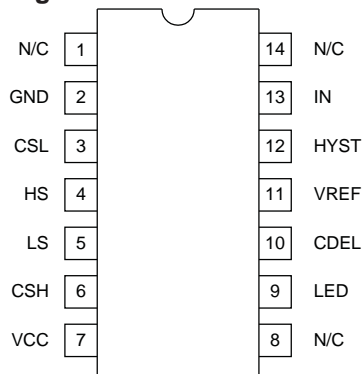 N/C 1 14 N/C
GND 2 13 IN
CSL 3 12 HYST
HS 4 11 VREF
LS 5 10 CDEL
CSH 6 9 LED
VCC 7 8 N/C